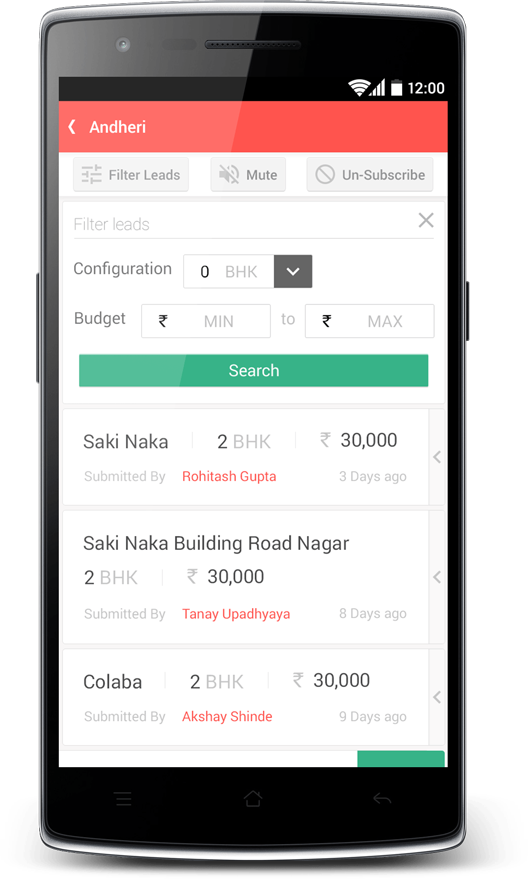 12:00
Andheri
Filter Leads Mute Un-Subscribe
Filter leads
Configuration 0 BHK
Budget ₹ MIN to ₹ MAX
Search
Saki Naka 2 BHK ₹ 30,000
Submitted By Rohitash Gupta 3 Days ago
Saki Naka Building Road Nagar
2 BHK ₹ 30,000
Submitted By Tanay Upadhyaya 8 Days ago
Colaba 2 BHK ₹ 30,000
Submitted By Akshay Shinde 9 Days ago